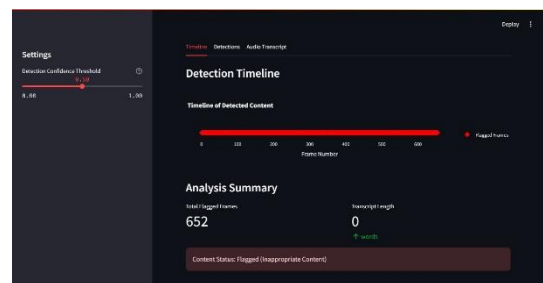 Deploy
Settings
Detection Confidence Threshold
0.50
0.00 1.00
Timeline Detections Audio Transcript
Detection Timeline
Timeline of Detected Content
0 100 200 300 400 500 600
Frame Number
Flagged Frames
Analysis Summary
Total Flagged Frames
652
Transcript Length
0
↑ words
Content Status: Flagged (Inappropriate Content)